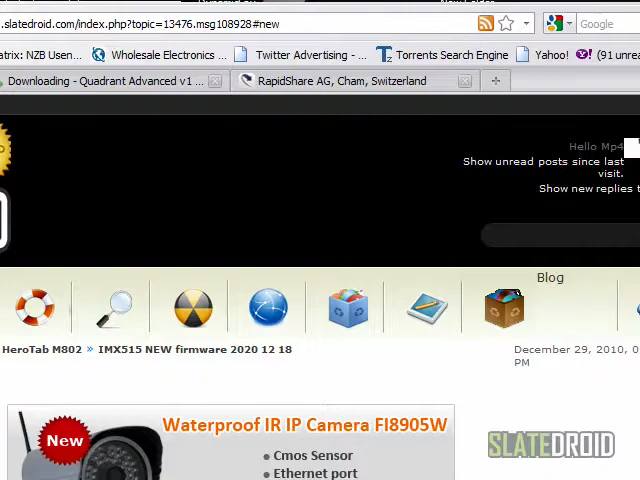 .slatedroid.com/index.php?topic=13476.msg108928#new
Google
atrix: NZB Usen...
Wholesale Electronics ...
Twitter Advertising - ...
Torrents Search Engine
Yahoo!
(91 unrea
Downloading - Quadrant Advanced v1 ...
RapidShare AG, Cham, Switzerland
Hello Mp4
Show unread posts since last
visit.
Show new replies t
Blog
HeroTab M802 » IMX515 NEW firmware 2020 12 18
December 29, 2010, 0
PM
Waterproof IR IP Camera FI8905W
New
• Cmos Sensor
• Ethernet port
SLATEDROID